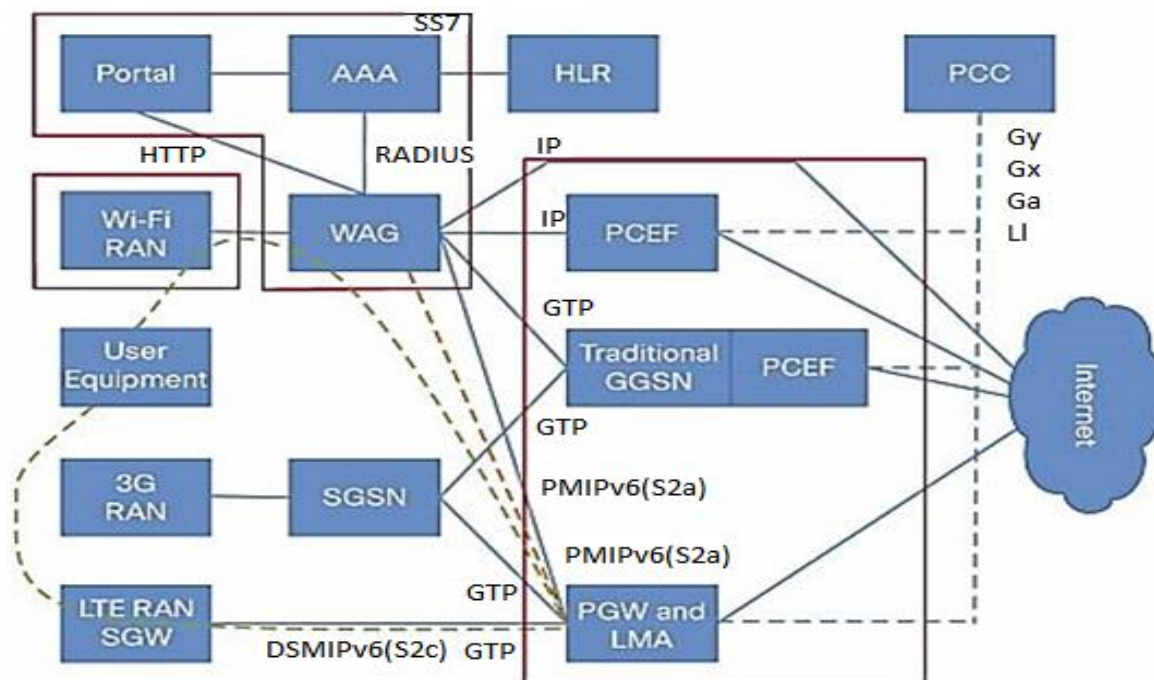 SS7
Portal
AAA
HLR
PCC
HTTP
RADIUS
IP
Gy
Gx
Ga
Ll
Wi-Fi
RAN
WAG
IP
PCEF
GTP
User
Equipment
Traditional
GGSN
PCEF
Internet
GTP
3G
RAN
SGSN
PMIPv6(S2a)
PMIPv6(S2a)
GTP
LTE RAN
SGW
PGW and
LMA
DSMIPv6(S2c)
GTP